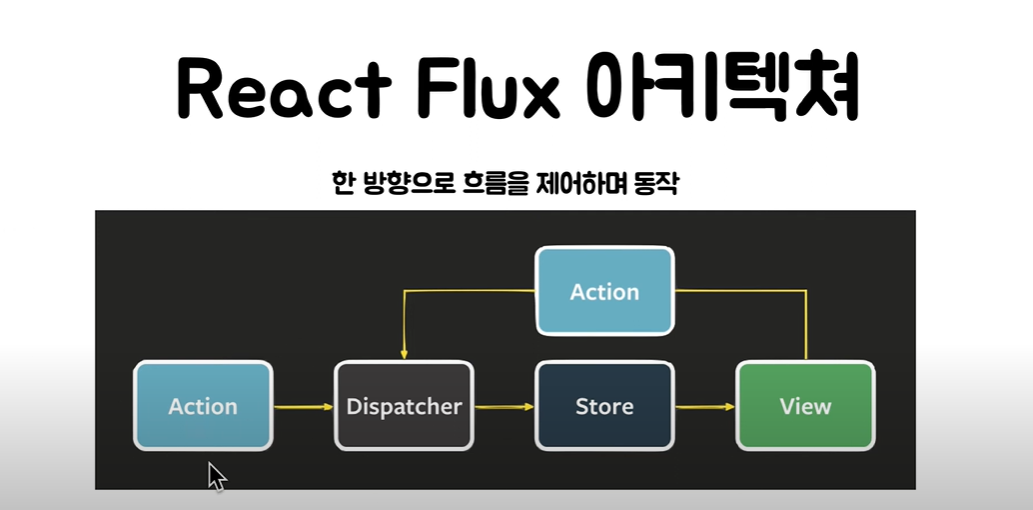 React Flux 아키텍쳐
한 방향으로 흐름을 제어하며 동작
Action
Action
Dispatcher
Store
View